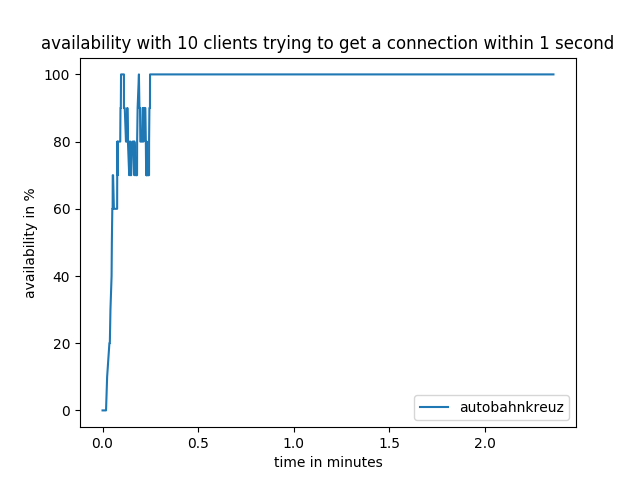 availability with 10 clients trying to get a connection within 1 second
100
80
60
40
20
0
availability in %
autobahnkreuz
0.0 0.5 1.0 1.5 2.0
time in minutes